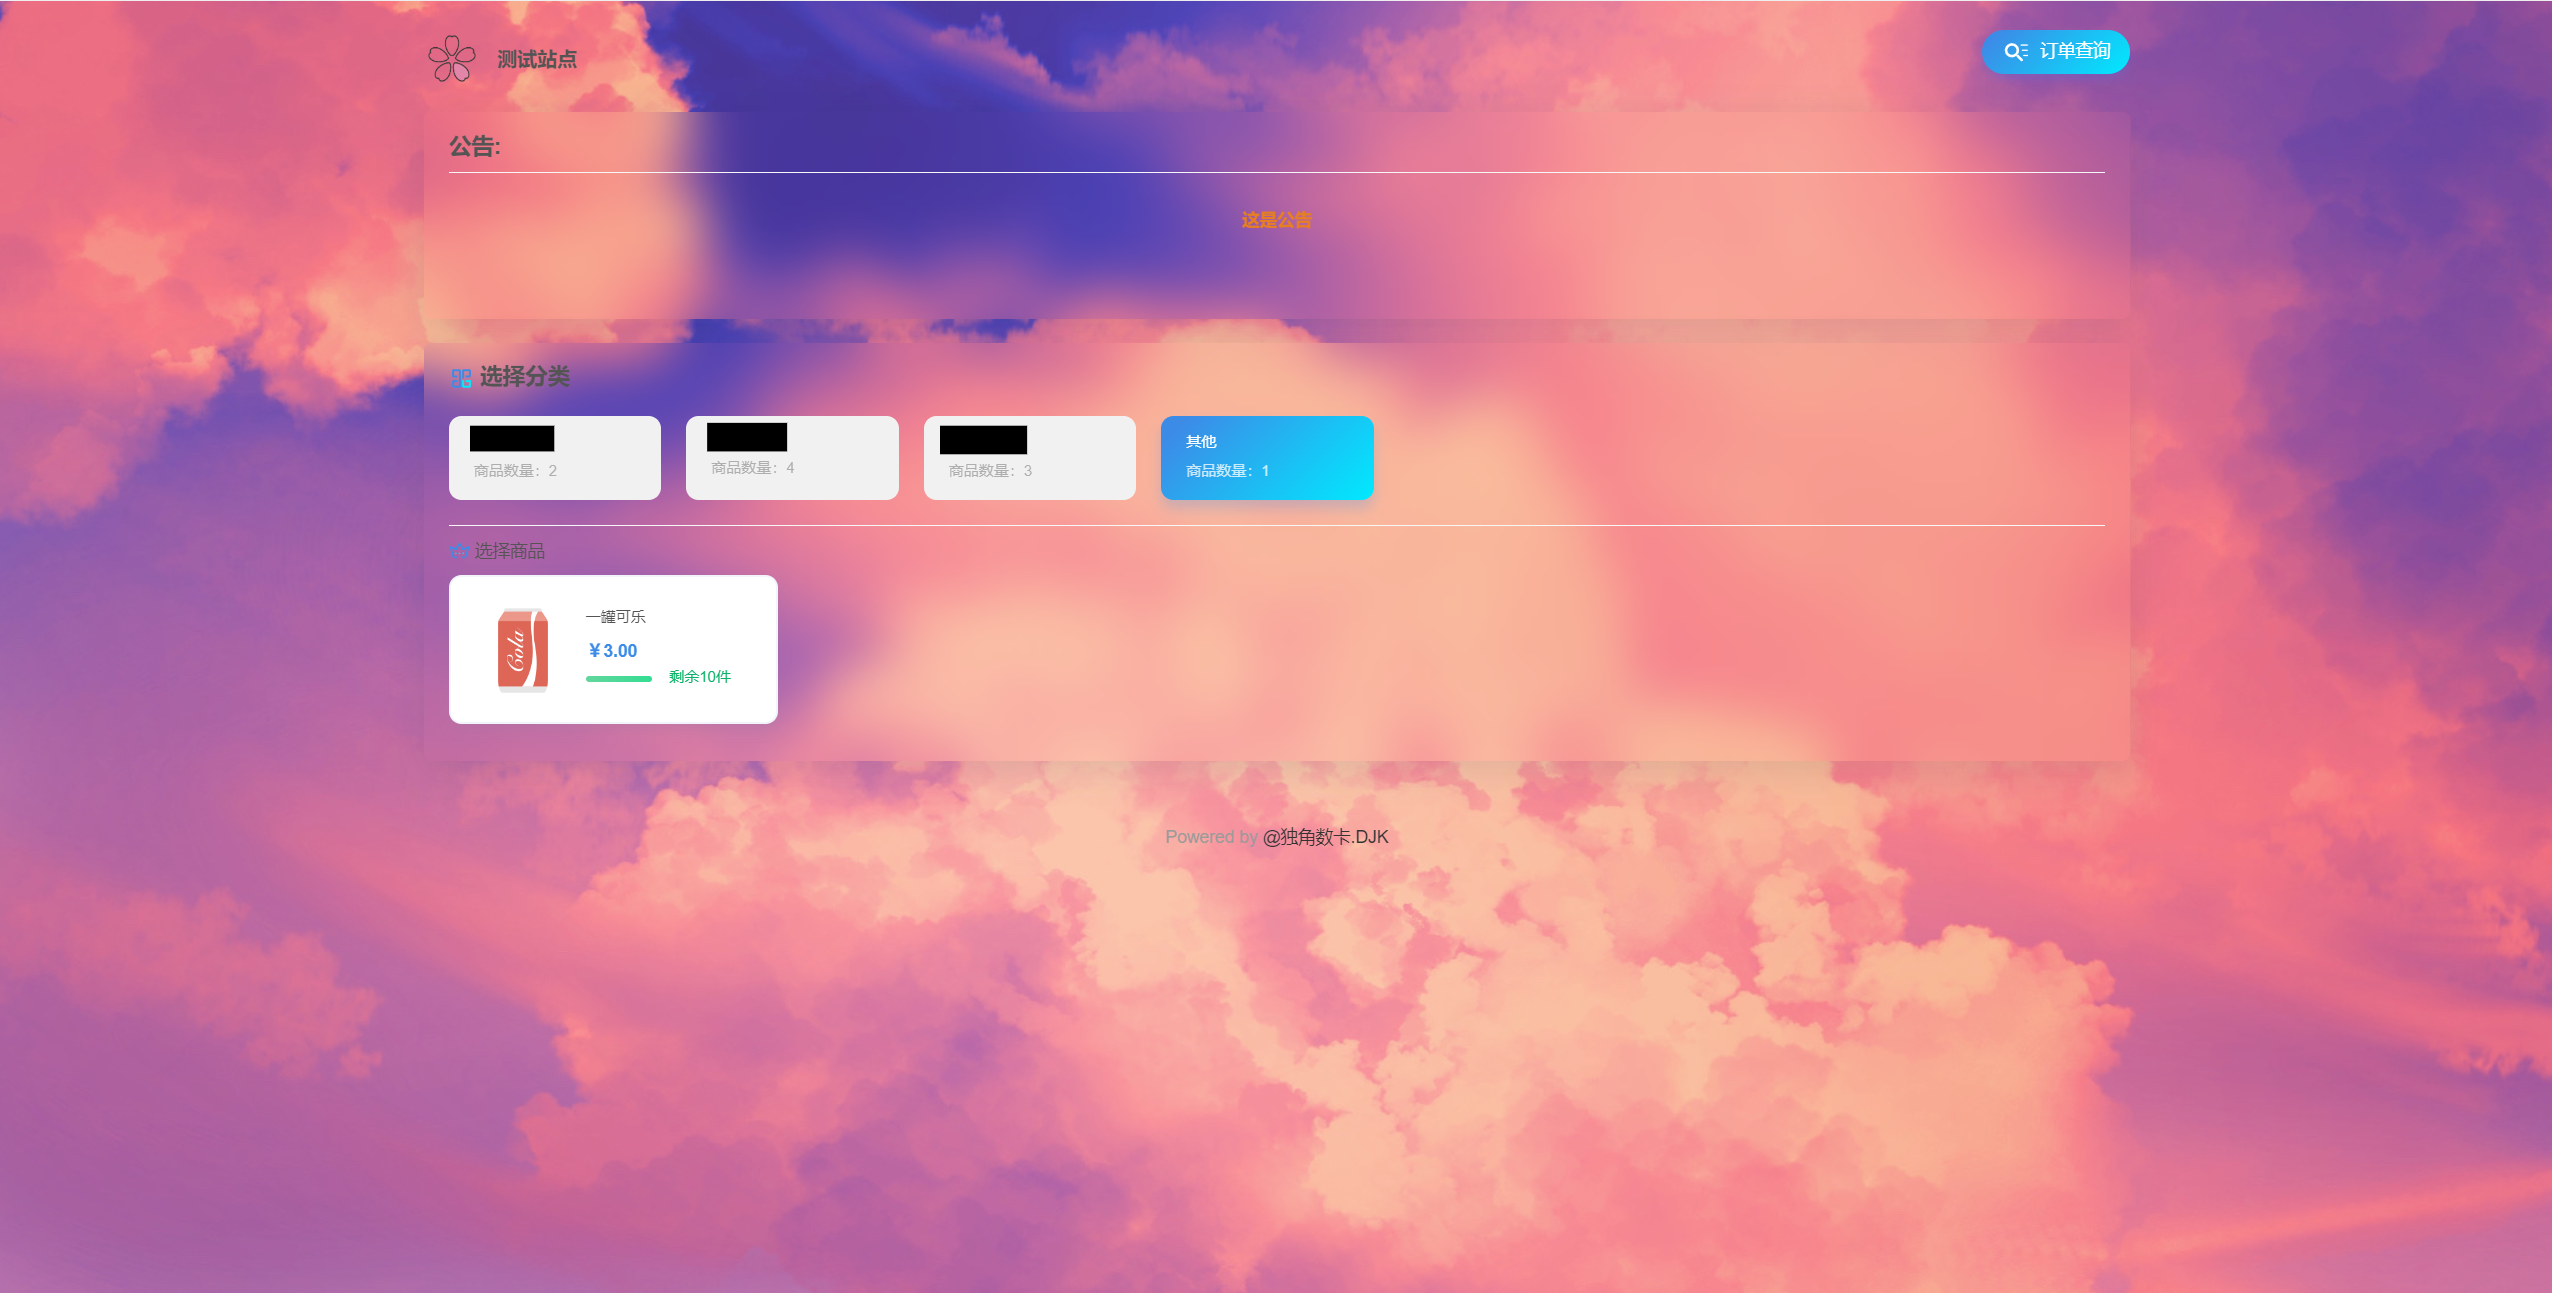 测试站点
订单查询
公告:
这是公告
选择分类
商品数量：2
商品数量：4
商品数量：3
其他
商品数量：1
选择商品
Cola
一罐可乐
￥3.00
剩余10件
Powered by @独角数卡.DJK